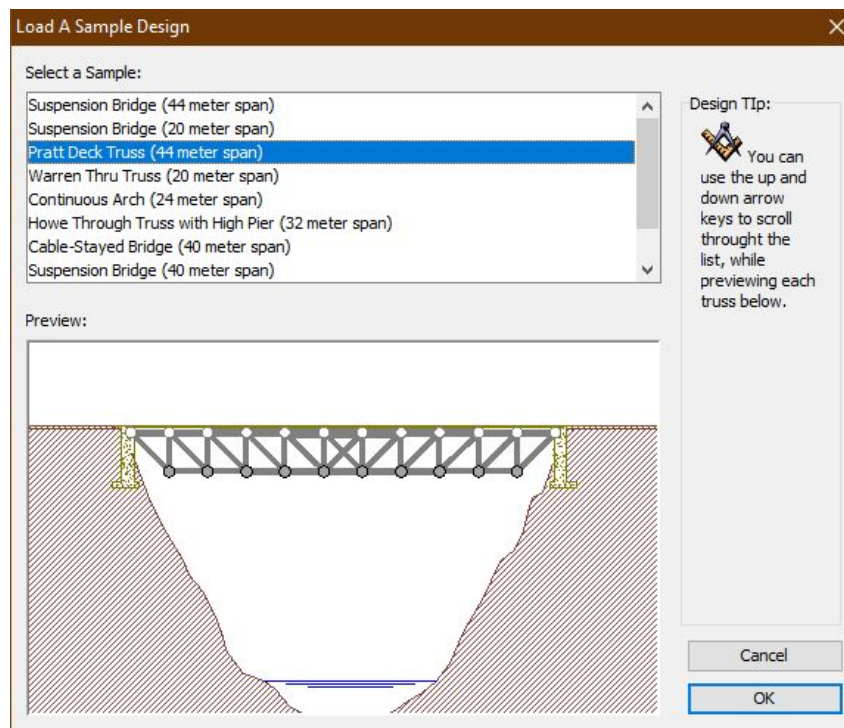 Load A Sample Design
Select a Sample:
Suspension Bridge (44 meter span)
Suspension Bridge (20 meter span)
Pratt Deck Truss (44 meter span)
Warren Thru Truss (20 meter span)
Continuous Arch (24 meter span)
Howe Through Truss with High Pier (32 meter span)
Cable-Stayed Bridge (40 meter span)
Suspension Bridge (40 meter span)
Preview:
Design TIp:
You can
use the up and
down arrow
keys to scroll
throught the
list, while
previewing each
truss below.
Cancel
OK